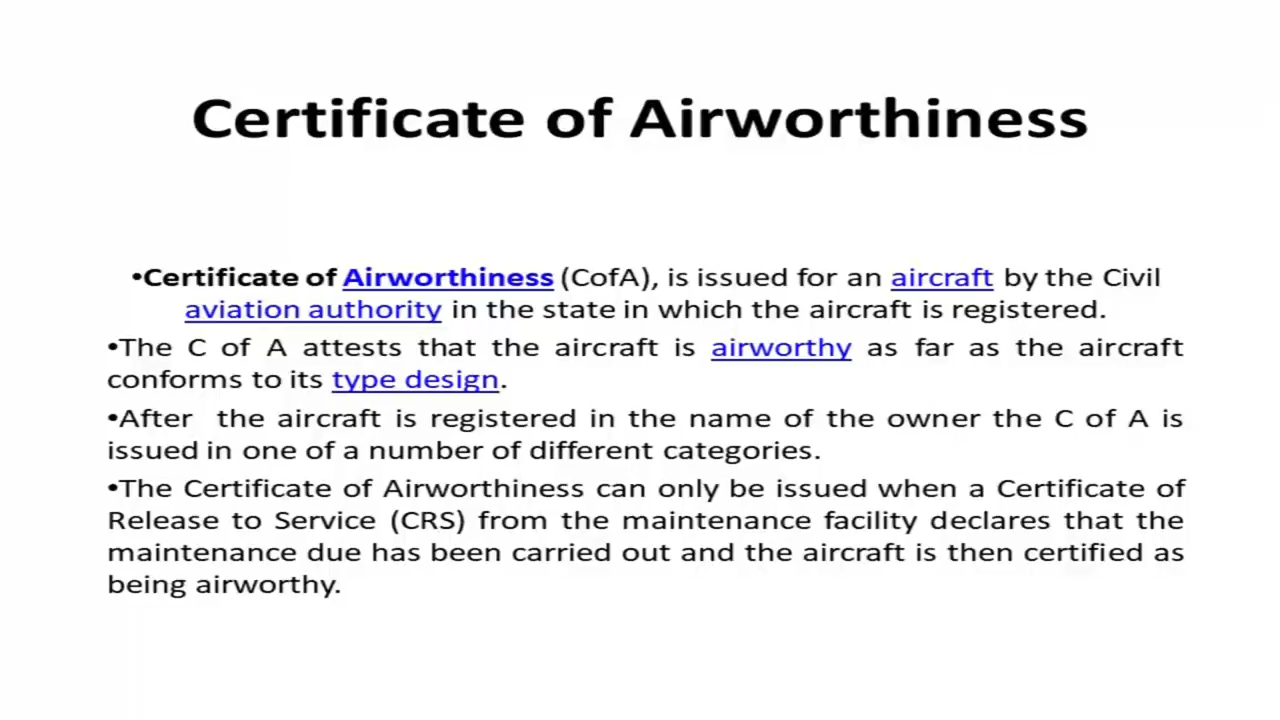 Certificate of Airworthiness
•Certificate of Airworthiness (CofA), is issued for an aircraft by the Civil
aviation authority in the state in which the aircraft is registered.
•The C of A attests that the aircraft is airworthy as far as the aircraft
conforms to its type design.
•After the aircraft is registered in the name of the owner the C of A is
issued in one of a number of different categories.
•The Certificate of Airworthiness can only be issued when a Certificate of
Release to Service (CRS) from the maintenance facility declares that the
maintenance due has been carried out and the aircraft is then certified as
being airworthy.